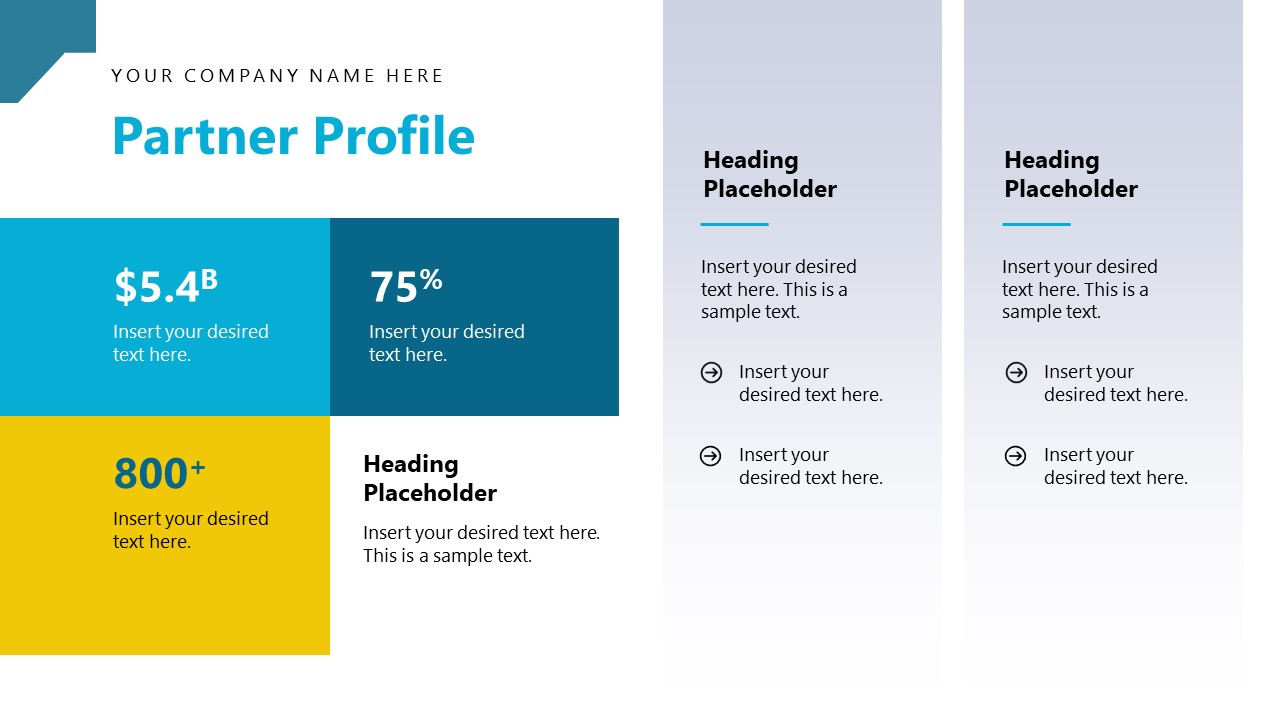 YOUR COMPANY NAME HERE
Partner Profile
$5.4B
Insert your desired
text here.
75%
Insert your desired
text here.
800+
Insert your desired
text here.
Heading
Placeholder
Insert your desired text here.
This is a sample text.
Heading
Placeholder
Insert your desired
text here. This is a
sample text.
Insert your
desired text here.
Insert your
desired text here.
Heading
Placeholder
Insert your desired
text here. This is a
sample text.
Insert your
desired text here.
Insert your
desired text here.